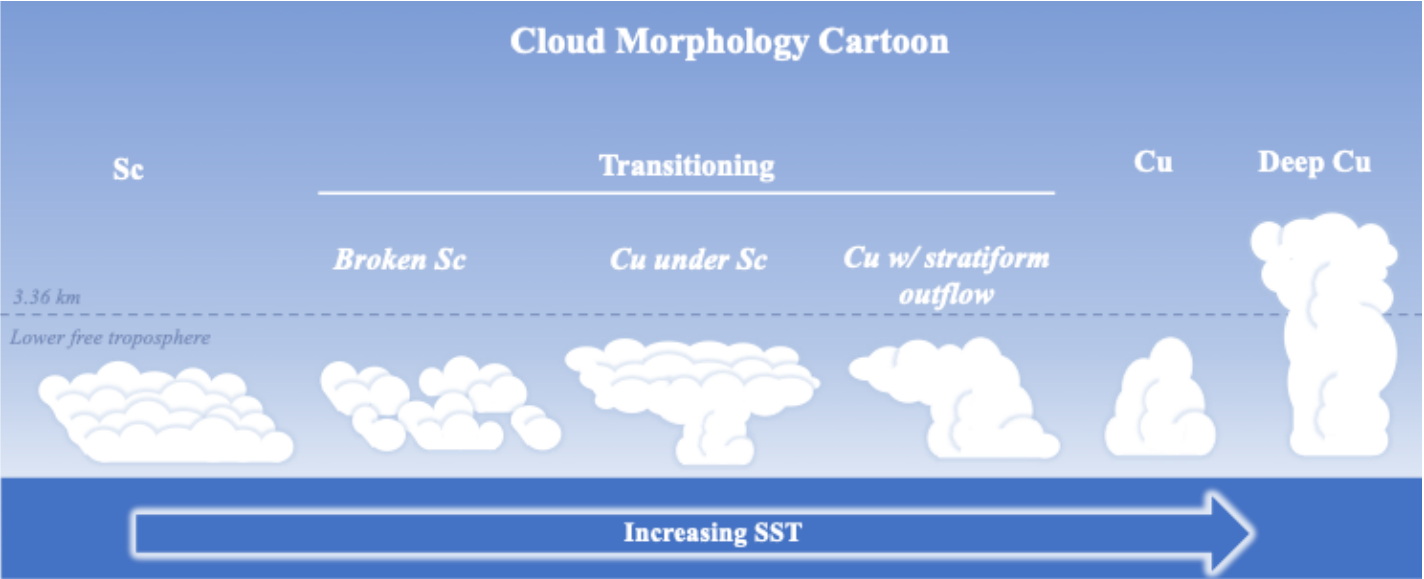 Cloud Morphology Cartoon
Sc
Transitioning
Cu
Deep Cu
Broken Sc
Cu under Sc
Cu w/ stratiform
outflow
3.36 km
Lower free troposphere
Increasing SST